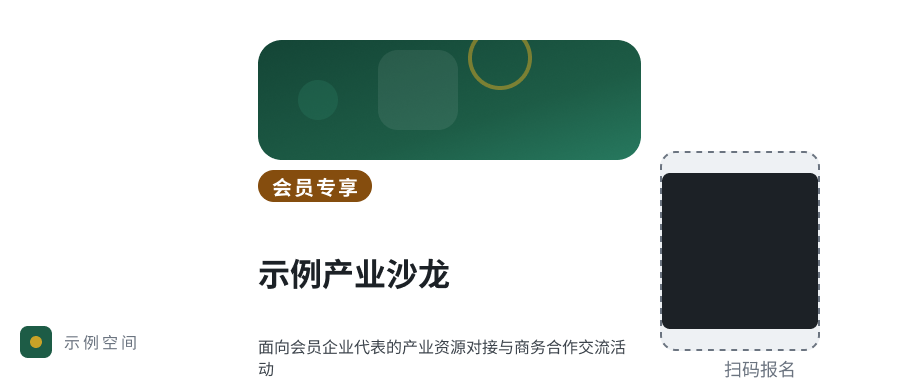 会员专享
示例产业沙龙
示例空间
面向会员企业代表的产业资源对接与商务合作交流活
动
扫码报名